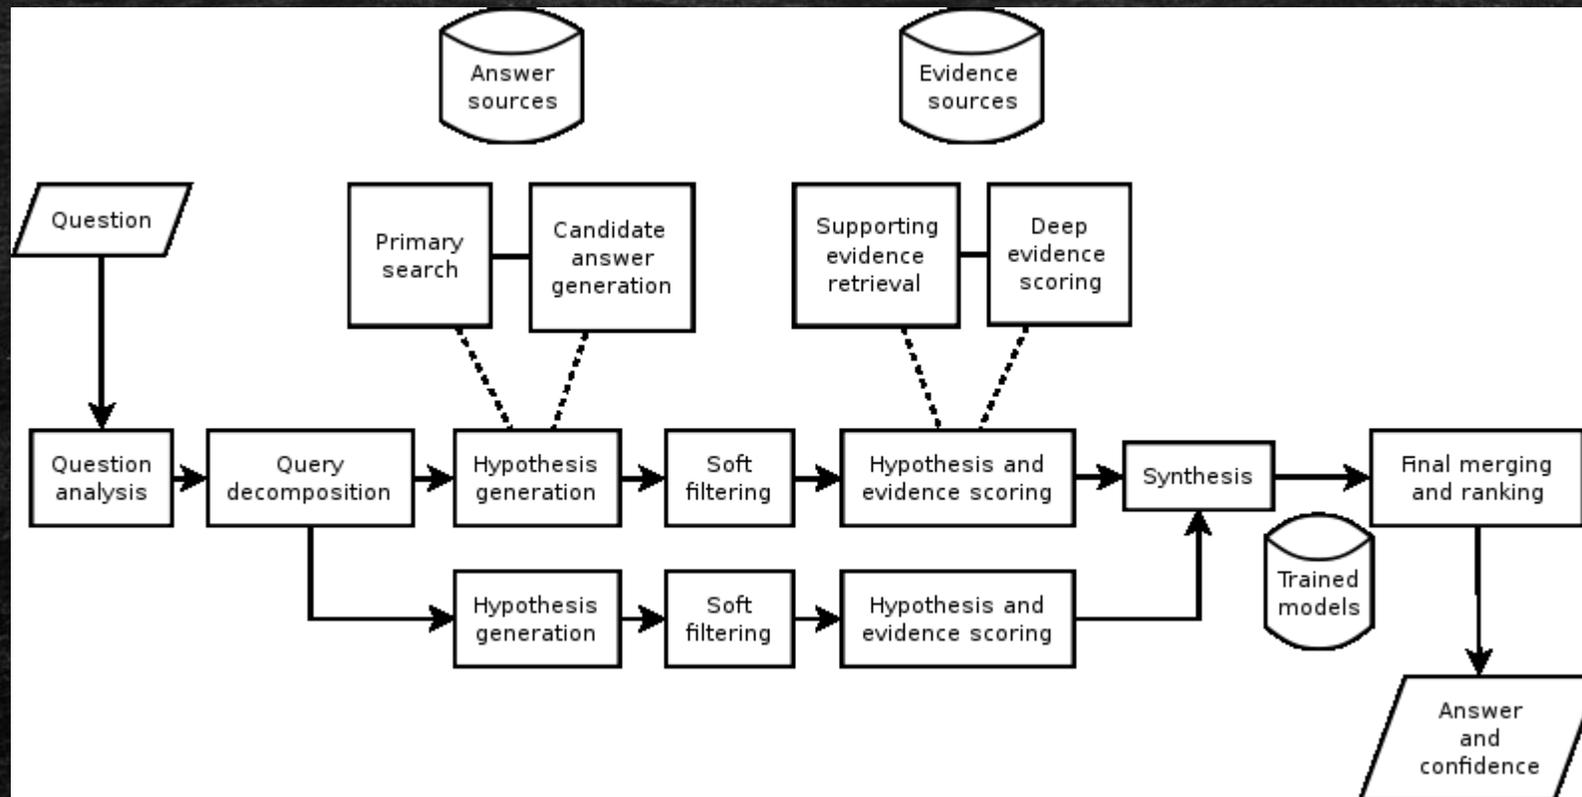 Answer
sources
Evidence
sources
Question
Primary
search
Candidate
answer
generation
Supporting
evidence
retrieval
Deep
evidence
scoring
Question
analysis
Query
decomposition
Hypothesis
generation
Soft
filtering
Hypothesis and
evidence scoring
Synthesis
Final merging
and ranking
Hypothesis
generation
Soft
filtering
Hypothesis and
evidence scoring
Trained
models
Answer
and
confidence